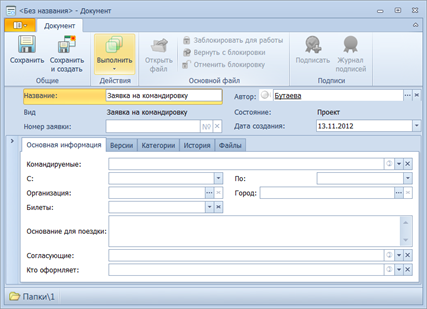 <Без названия> - Документ
Документ
Сохранить
Сохранить и создать
Выполнить
Открыть файл
Заблокировать для работы
Вернуть с блокировки
Отменить блокировку
Подписать
Журнал подписей
Общие
Действия
Основной файл
Подписи
Название: Заявка на командировку Автор: Бутаева
Вид Заявка на командировку Состояние: Проект
Номер заявки: № Дата создания: 13.11.2012
Основная информация Версии Категории История Файлы
Командируемые:
С: По:
Организация: Город:
Билеты:
Основание для поездки:
Согласующие:
Кто оформляет:
Папки\1